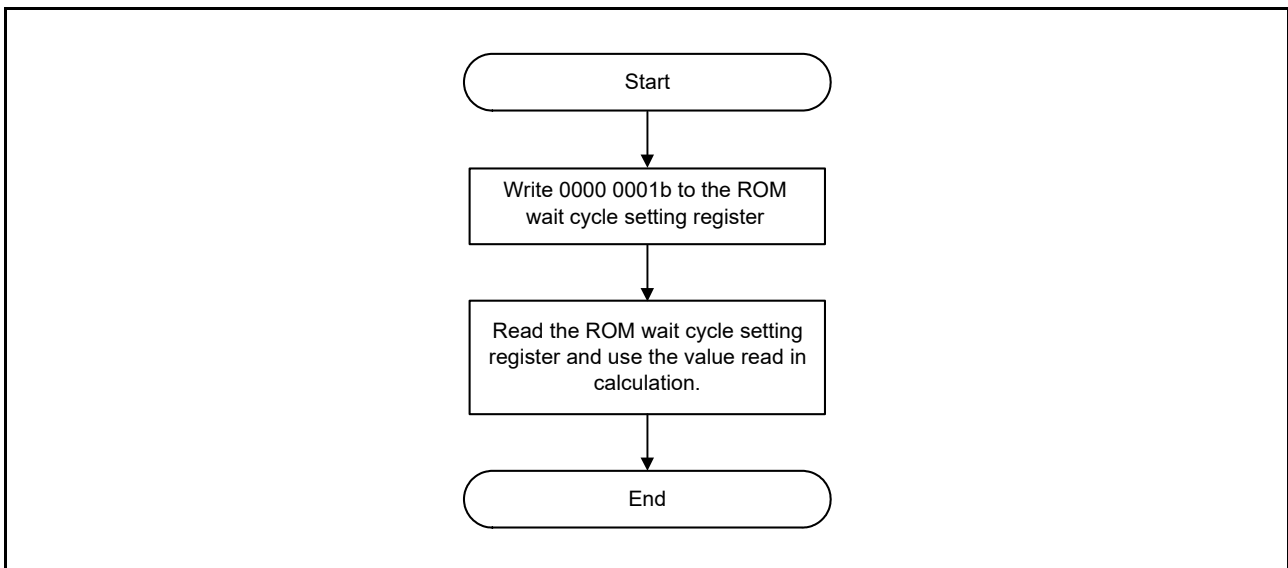 Start
Write 0000 0001b to the ROM
wait cycle setting register
Read the ROM wait cycle setting
register and use the value read in
calculation.
End